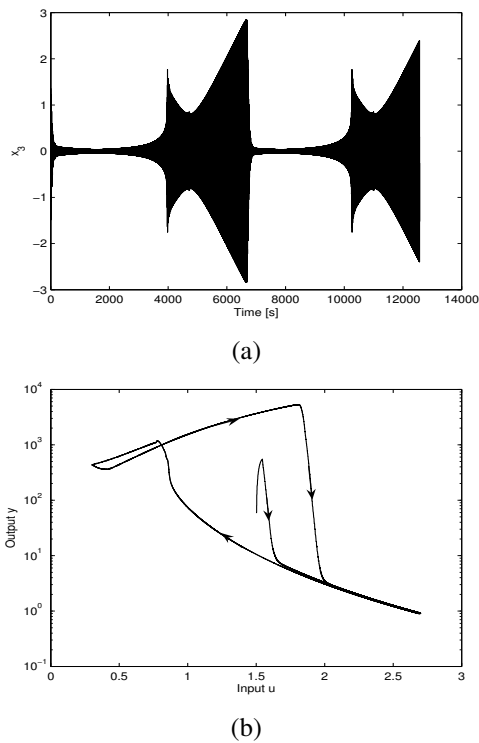 3
2
1
0
−1
−2
−3
x3
0 2000 4000 6000 8000 10000 12000 14000
Time [s]
(a)
10^4
10^3
10^2
10^1
10^0
10^−1
Output y
0 0.5 1 1.5 2 2.5 3
Input u
(b)